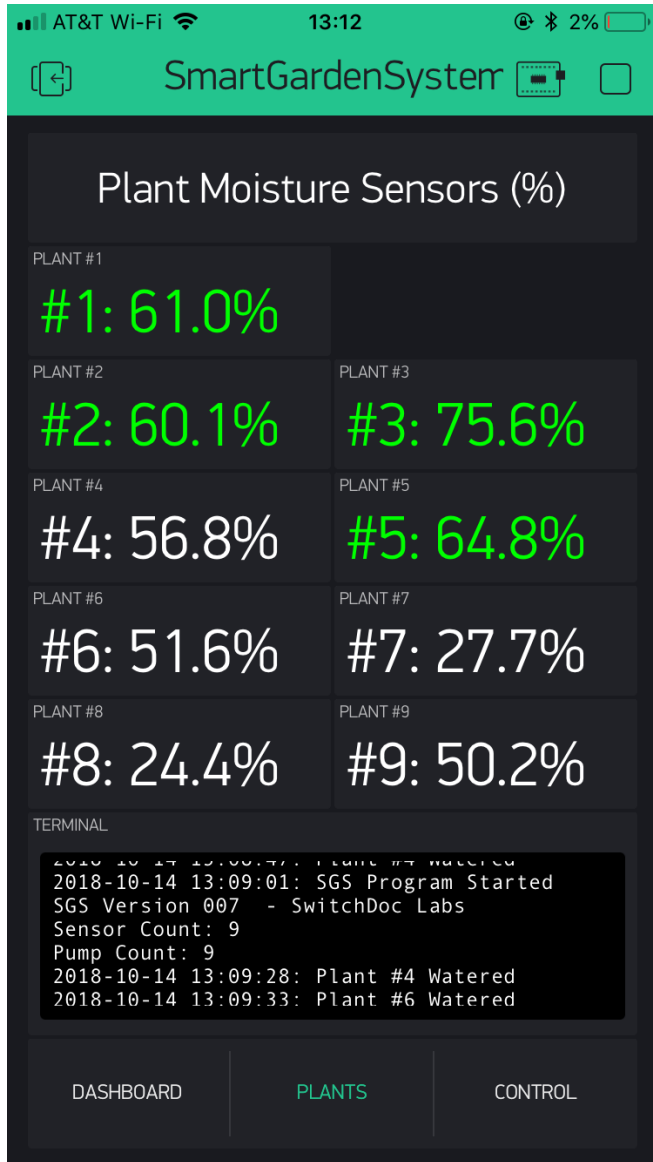 AT&T Wi-Fi 13:12 2%
SmartGardenSystem
Plant Moisture Sensors (%)
PLANT #1
#1: 61.0%
PLANT #2 PLANT #3
#2: 60.1% #3: 75.6%
PLANT #4 PLANT #5
#4: 56.8% #5: 64.8%
PLANT #6 PLANT #7
#6: 51.6% #7: 27.7%
PLANT #8 PLANT #9
#8: 24.4% #9: 50.2%
TERMINAL
Plant #4 Watered
2018-10-14 13:09:01: SGS Program Started
SGS Version 007 - SwitchDoc Labs
Sensor Count: 9
Pump Count: 9
2018-10-14 13:09:28: Plant #4 Watered
2018-10-14 13:09:33: Plant #6 Watered
DASHBOARD PLANTS CONTROL